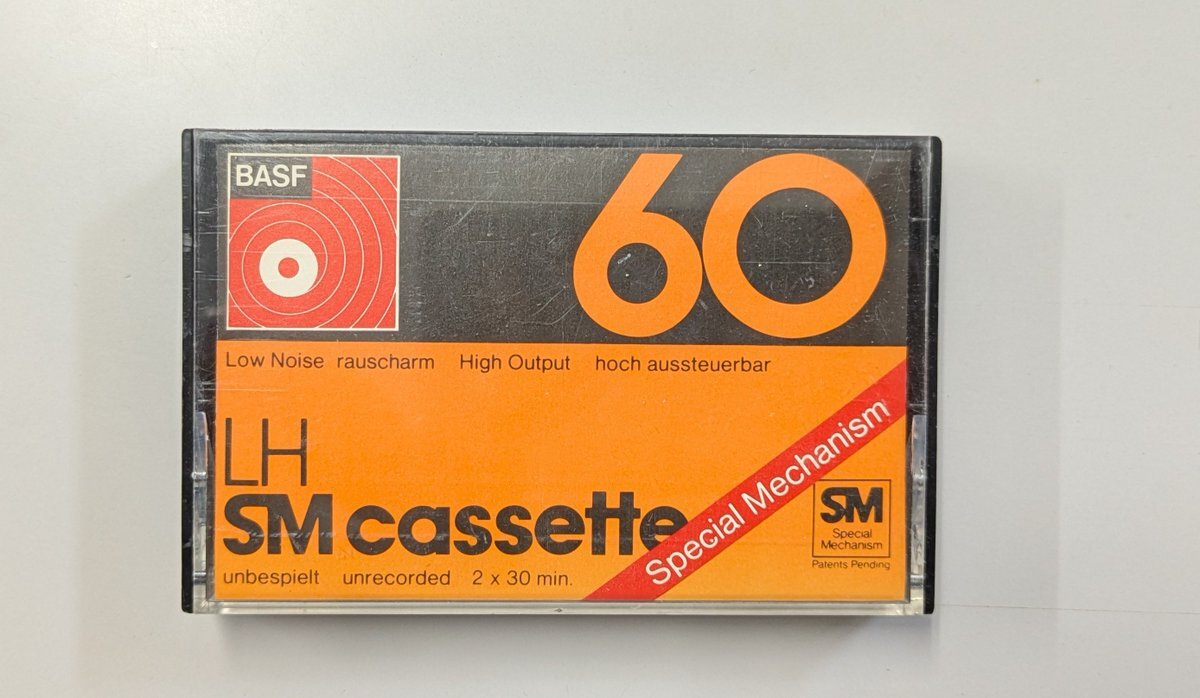 BASF
60
Low Noise rauscharm High Output hoch aussteuerbar
LH
SM cassette
unbespielt unrecorded 2 x 30 min.
Special Mechanism
SM
Special
Mechanism
Patents Pending